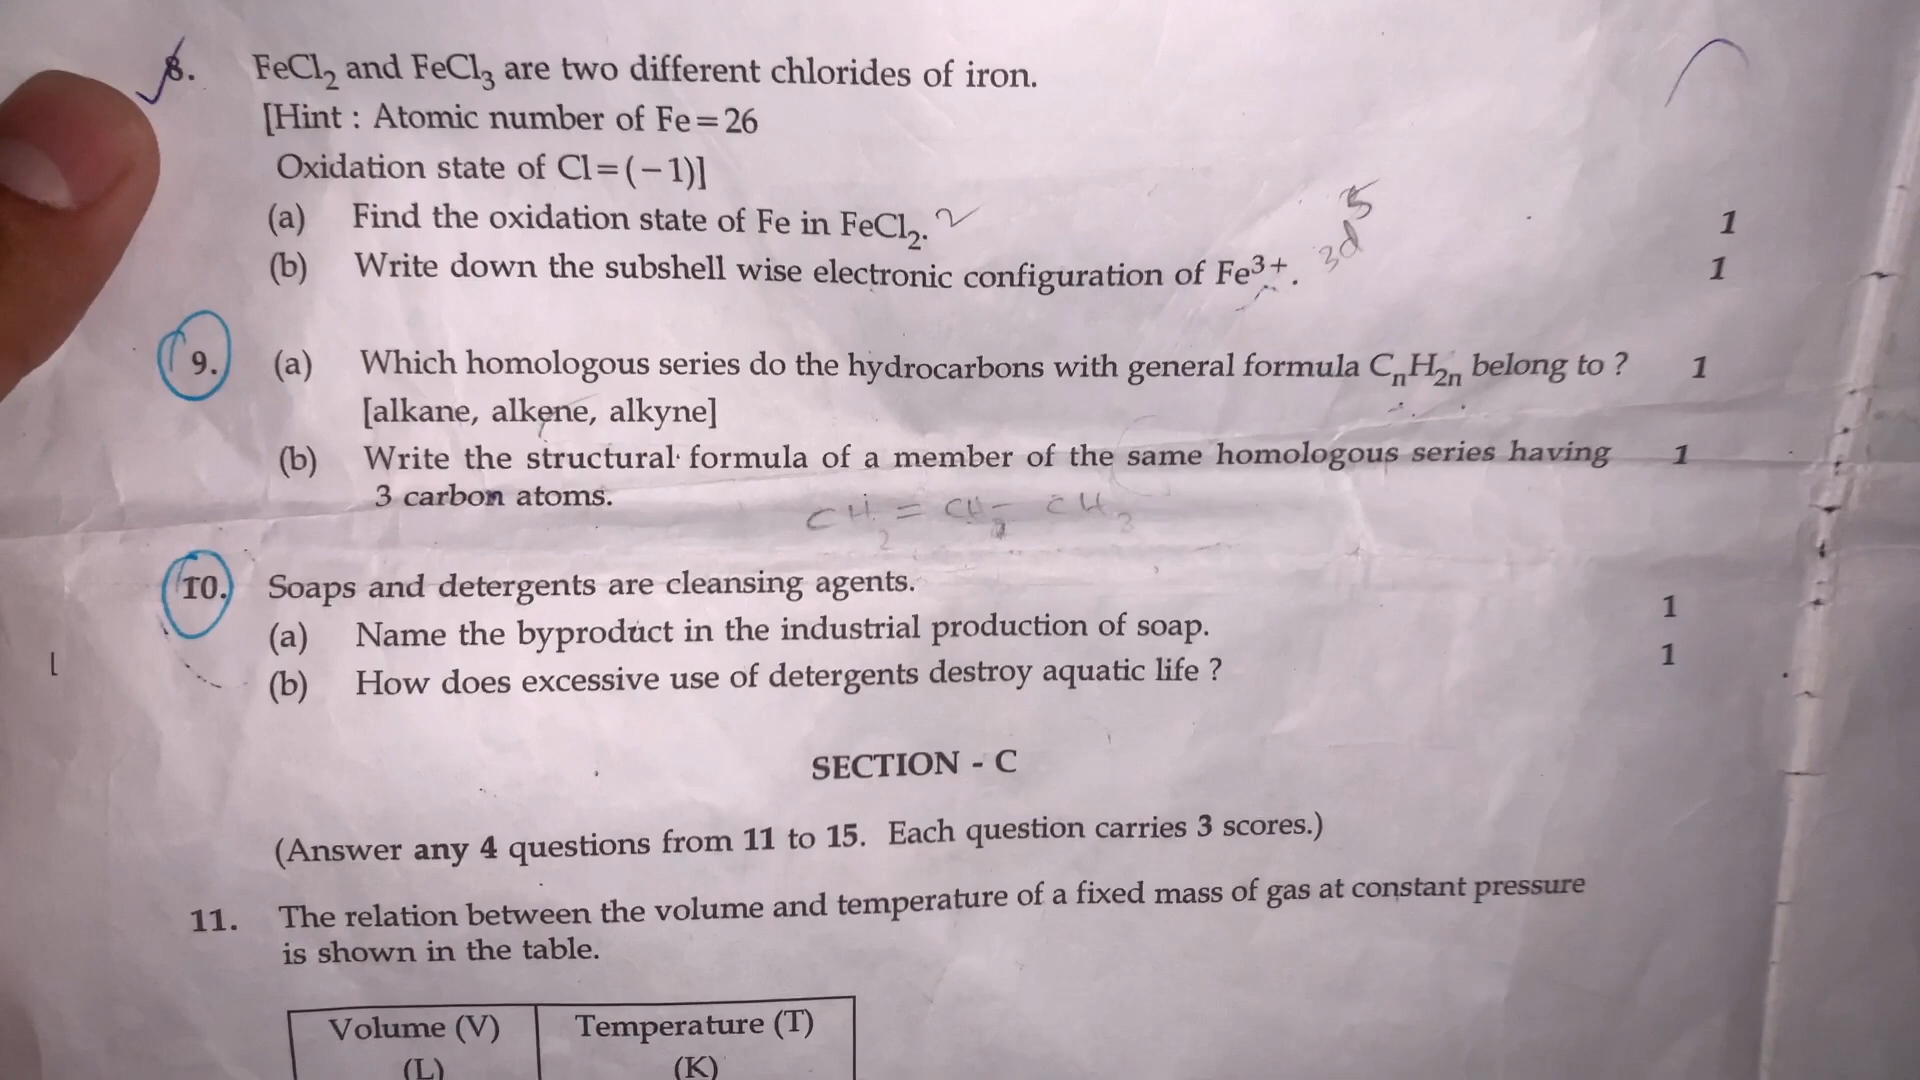 8. FeCl₂ and FeCl₃ are two different chlorides of iron.
[Hint : Atomic number of Fe=26
Oxidation state of Cl=(−1)]
(a) Find the oxidation state of Fe in FeCl₂. 2 1
(b) Write down the subshell wise electronic configuration of Fe³⁺. 3d⁵ 1
9. (a) Which homologous series do the hydrocarbons with general formula CₙH₂ₙ belong to ? 1
[alkane, alkene, alkyne]
(b) Write the structural formula of a member of the same homologous series having 1
3 carbon atoms.
CH₂ = CH - CH₃
10. Soaps and detergents are cleansing agents.
(a) Name the byproduct in the industrial production of soap. 1
(b) How does excessive use of detergents destroy aquatic life ? 1
SECTION - C
(Answer any 4 questions from 11 to 15. Each question carries 3 scores.)
11. The relation between the volume and temperature of a fixed mass of gas at constant pressure
is shown in the table.
Volume (V) Temperature (T)
(L) (K)